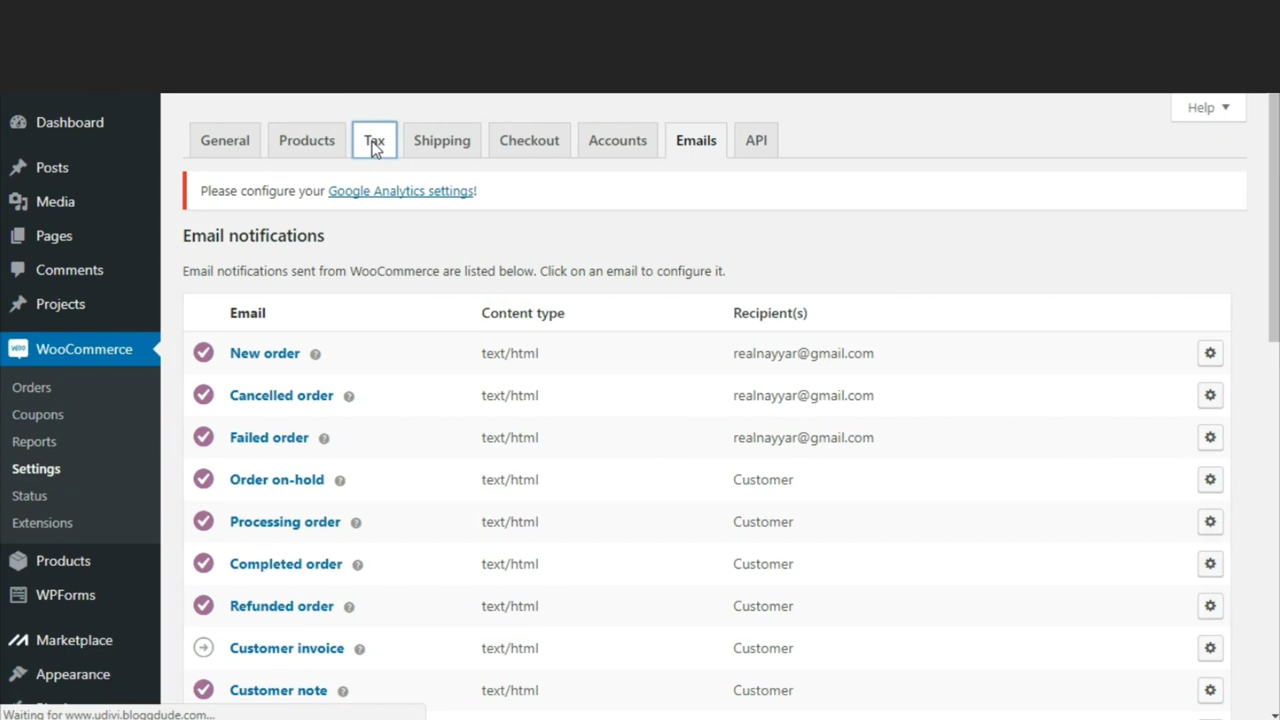 Help
Dashboard
Posts
Media
Pages
Comments
Projects
WooCommerce
Orders
Coupons
Reports
Settings
Status
Extensions
Products
WPForms
Marketplace
Appearance
General Products Tax Shipping Checkout Accounts Emails API
Please configure your Google Analytics settings!
Email notifications
Email notifications sent from WooCommerce are listed below. Click on an email to configure it.
Email Content type Recipient(s)
New order text/html realnayyar@gmail.com
Cancelled order text/html realnayyar@gmail.com
Failed order text/html realnayyar@gmail.com
Order on-hold text/html Customer
Processing order text/html Customer
Completed order text/html Customer
Refunded order text/html Customer
Customer invoice text/html Customer
Customer note text/html Customer
Waiting for www.udivi.bloggdude.com...